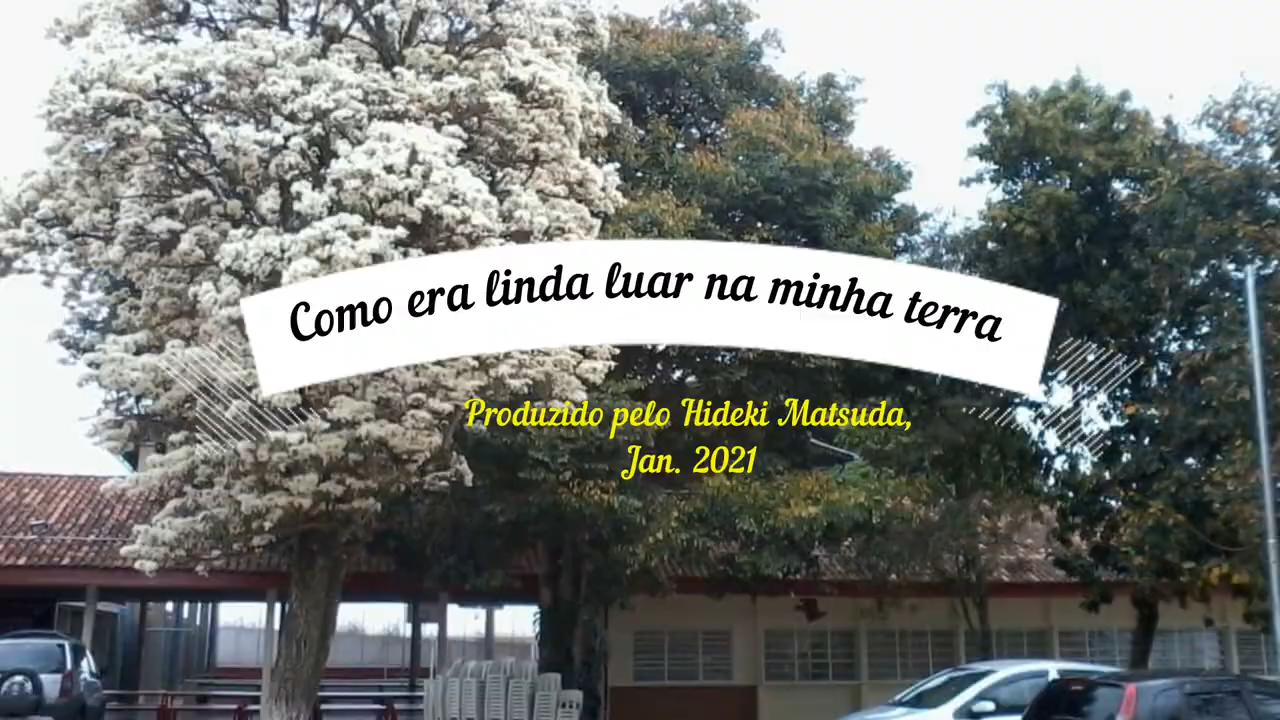 Como era linda luar na minha terra
Produzido pelo Hideki Matsuda,
Jan. 2021